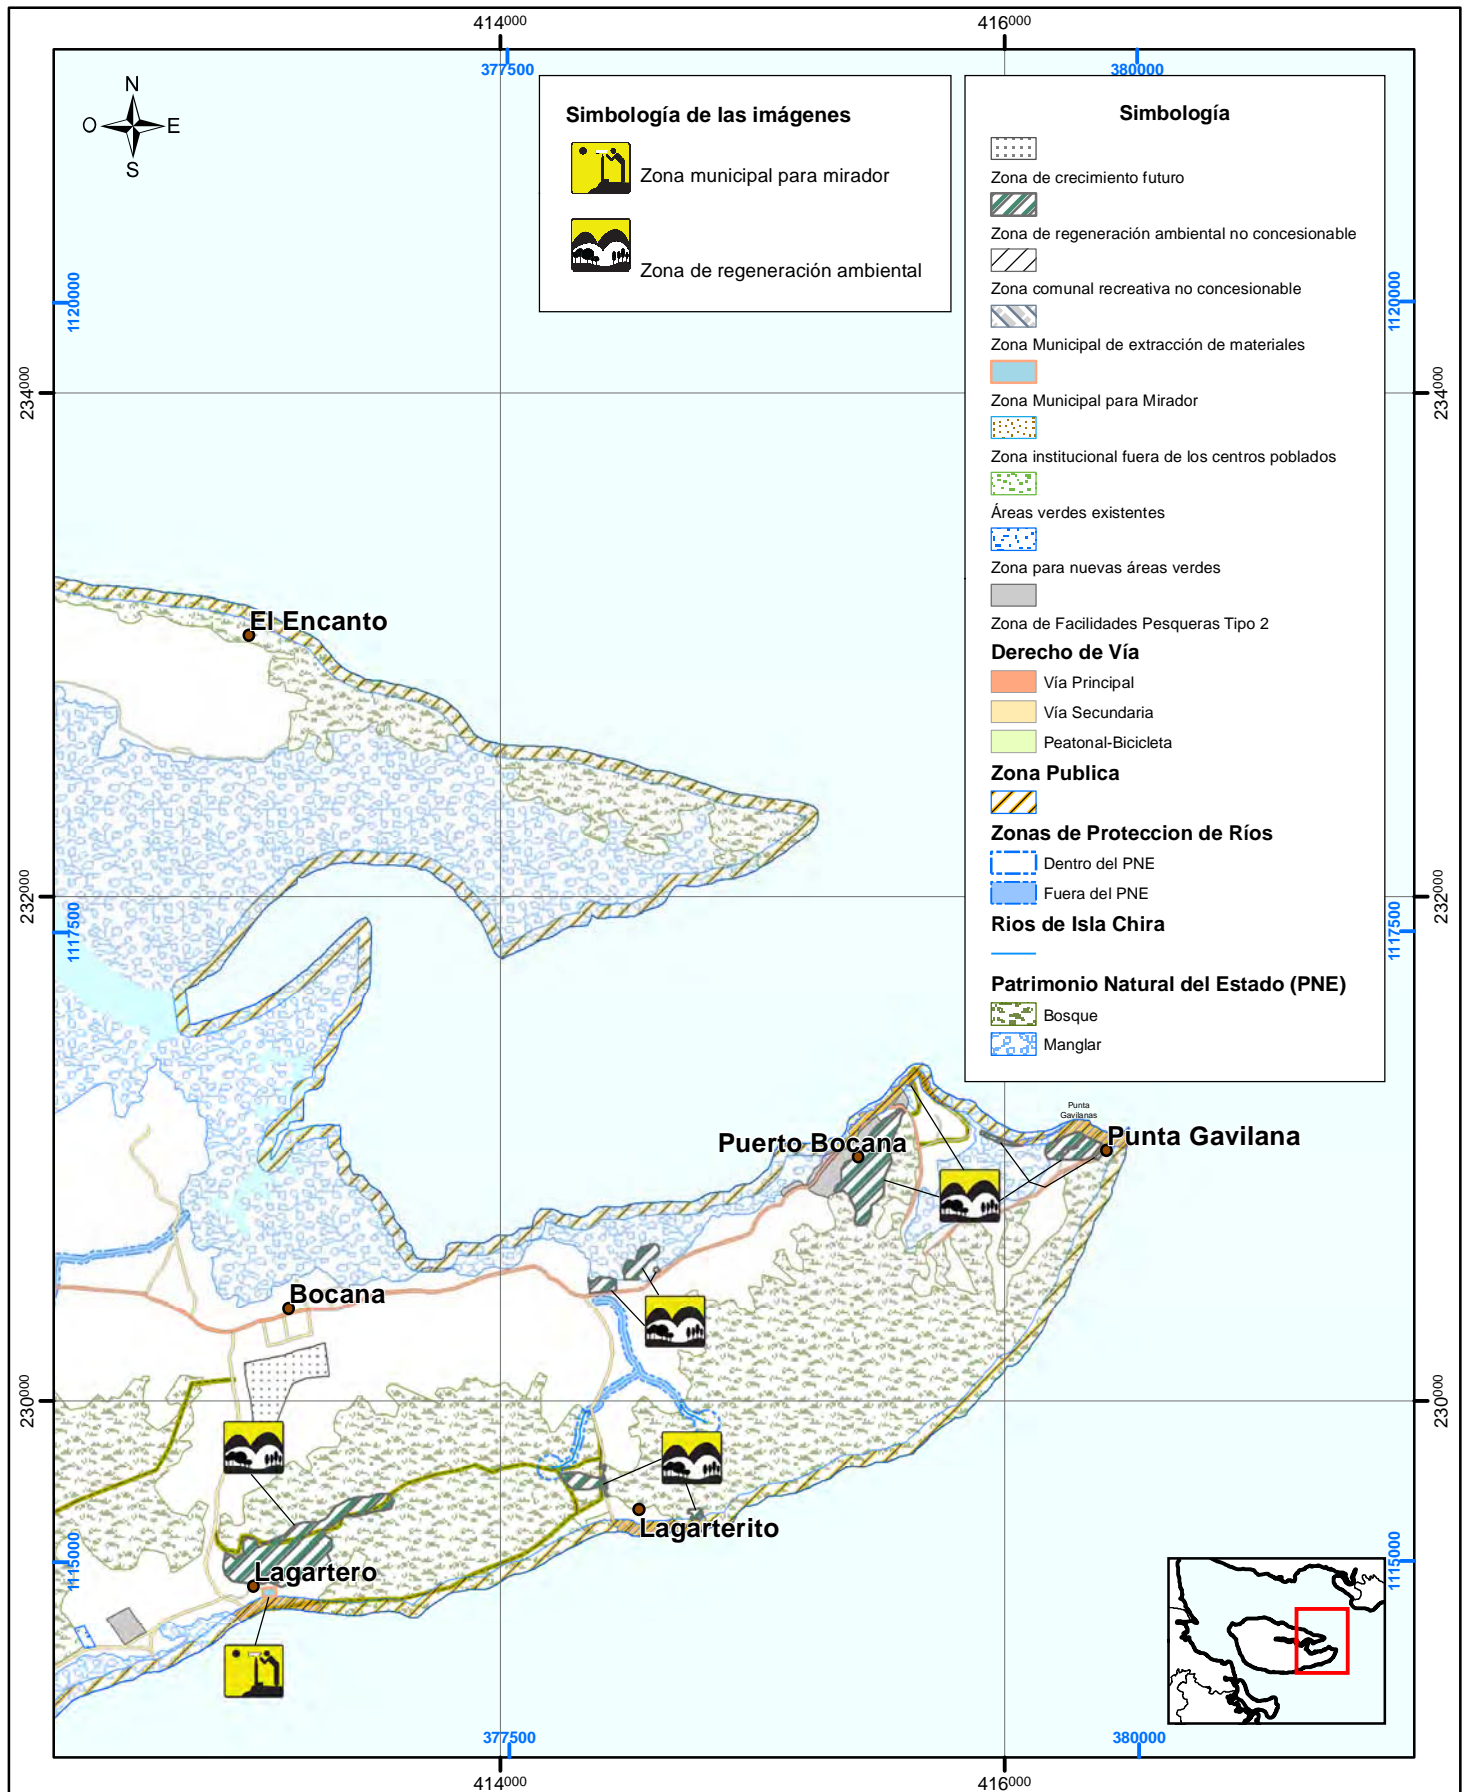 414000
416000
377500
380000
N
O
E
S
Simbología de las imágenes
Zona municipal para mirador
Zona de regeneración ambiental
Simbología
Zona de crecimiento futuro
Zona de regeneración ambiental no concesionable
Zona comunal recreativa no concesionable
Zona Municipal de extracción de materiales
Zona Municipal para Mirador
Zona institucional fuera de los centros poblados
Áreas verdes existentes
Zona para nuevas áreas verdes
Zona de Facilidades Pesqueras Tipo 2
Derecho de Vía
Vía Principal
Vía Secundaria
Peatonal-Bicicleta
Zona Publica
Zonas de Proteccion de Ríos
Dentro del PNE
Fuera del PNE
Rios de Isla Chira
Patrimonio Natural del Estado (PNE)
Bosque
Manglar
1120000
1120000
234000
234000
El Encanto
232000
232000
1117500
1117500
Punta
Gavilanas
Puerto Bocana
Punta Gavilana
Bocana
230000
230000
Lagarterito
Lagartero
1115000
1115000
377500
380000
414000
416000